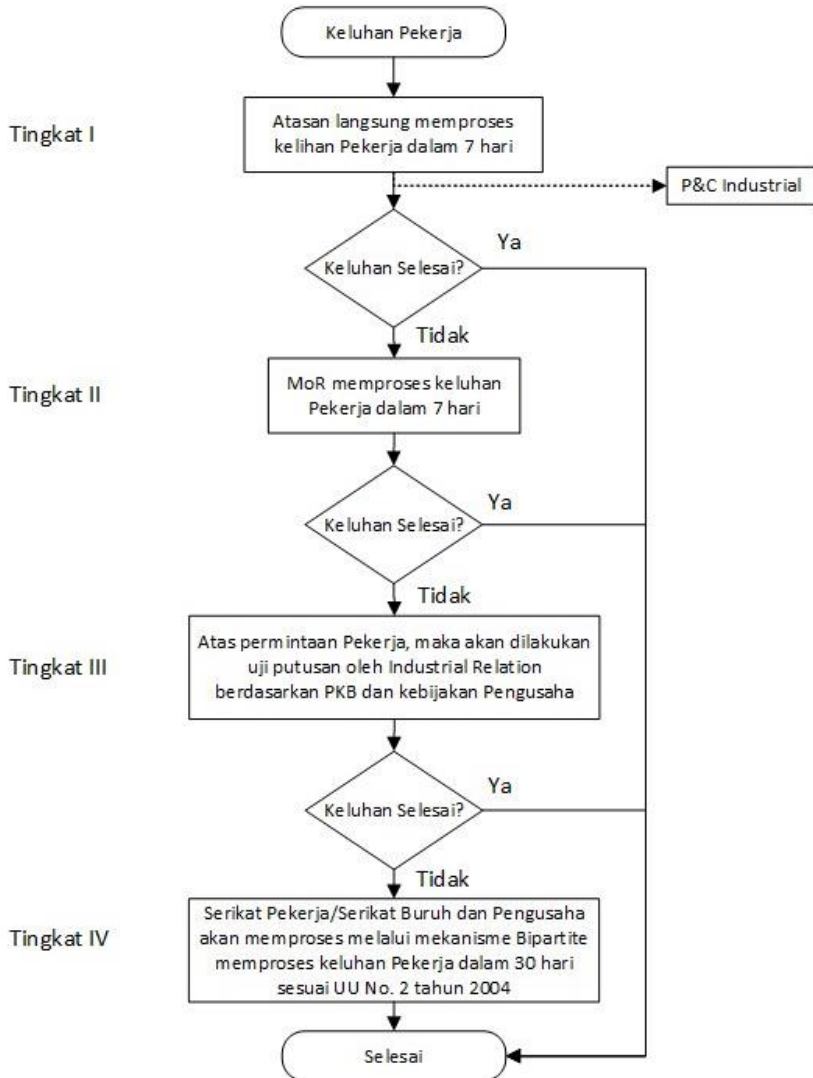 Keluhan Pekerja
Tingkat I
Atasan langsung memproses
kelihan Pekerja dalam 7 hari
P&C Industrial
Keluhan Selesai?
Ya
Tidak
Tingkat II
MoR memproses keluhan
Pekerja dalam 7 hari
Keluhan Selesai?
Ya
Tidak
Tingkat III
Atas permintaan Pekerja, maka akan dilakukan
uji putusan oleh Industrial Relation
berdasarkan PKB dan kebijakan Pengusaha
Keluhan Selesai?
Ya
Tidak
Tingkat IV
Serikat Pekerja/Serikat Buruh dan Pengusaha
akan memproses melalui mekanisme Bipartite
memproses keluhan Pekerja dalam 30 hari
sesuai UU No. 2 tahun 2004
Selesai